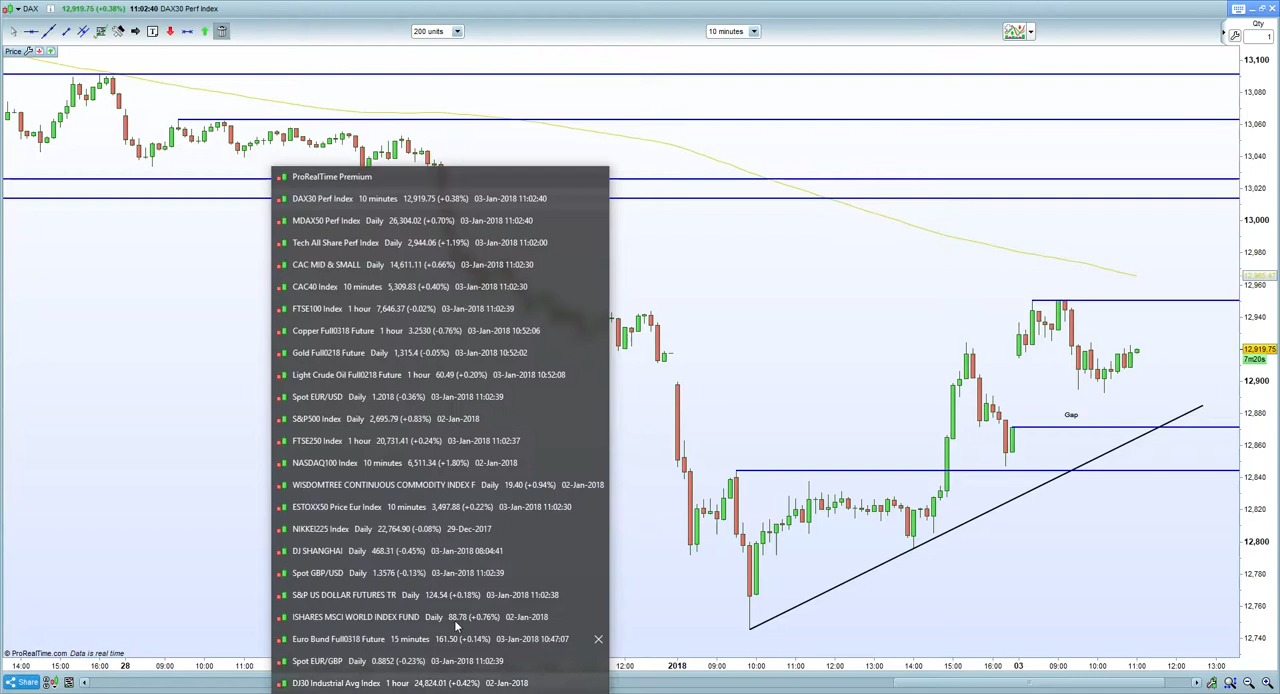 DAX 12,919.75 (+0.38%) 11:02:40 DAX30 Perf Index
200 units 10 minutes Qty
1
Price
13,100
13,080
13,060
13,040
13,020
13,000
12,980
12,965.47
12,960
12,940
12,919.75
7m20s
12,900
12,880
12,860
12,840
12,820
12,800
12,780
12,760
12,740
Gap
ProRealTime Premium
DAX30 Perf Index 10 minutes 12,919.75 (+0.38%) 03-Jan-2018 11:02:40
MDAX50 Perf Index Daily 26,304.02 (+0.70%) 03-Jan-2018 11:02:40
Tech All Share Perf Index Daily 2,944.06 (+1.19%) 03-Jan-2018 11:02:00
CAC MID & SMALL Daily 14,611.11 (+0.66%) 03-Jan-2018 11:02:30
CAC40 Index 10 minutes 5,309.83 (+0.40%) 03-Jan-2018 11:02:30
FTSE100 Index 1 hour 7,646.37 (-0.02%) 03-Jan-2018 11:02:39
Copper Full0318 Future 1 hour 3.2530 (-0.76%) 03-Jan-2018 10:52:06
Gold Full0218 Future Daily 1,315.4 (-0.05%) 03-Jan-2018 10:52:02
Light Crude Oil Full0218 Future 1 hour 60.49 (+0.20%) 03-Jan-2018 10:52:08
Spot EUR/USD Daily 1.2018 (-0.36%) 03-Jan-2018 11:02:39
S&P500 Index Daily 2,695.79 (+0.83%) 02-Jan-2018
FTSE250 Index 1 hour 20,731.41 (+0.24%) 03-Jan-2018 11:02:37
NASDAQ100 Index 10 minutes 6,511.34 (+1.80%) 02-Jan-2018
WISDOMTREE CONTINUOUS COMMODITY INDEX F Daily 19.40 (+0.94%) 02-Jan-2018
ESTOXX50 Price Eur Index 10 minutes 3,497.88 (+0.22%) 03-Jan-2018 11:02:30
NIKKEI225 Index Daily 22,764.90 (-0.08%) 29-Dec-2017
DJ SHANGHAI Daily 468.31 (-0.45%) 03-Jan-2018 08:04:41
Spot GBP/USD Daily 1.3576 (-0.13%) 03-Jan-2018 11:02:39
S&P US DOLLAR FUTURES TR Daily 124.54 (+0.18%) 03-Jan-2018 11:02:38
ISHARES MSCI WORLD INDEX FUND Daily 88.78 (+0.76%) 02-Jan-2018
Euro Bund Full0318 Future 15 minutes 161.50 (+0.14%) 03-Jan-2018 10:47:07
Spot EUR/GBP Daily 0.8852 (-0.23%) 03-Jan-2018 11:02:39
DJ30 Industrial Avg Index 1 hour 24,824.01 (+0.42%) 02-Jan-2018
© ProRealTime.com Data is real time
14:00 15:00 16:00 28 09:00 10:00 11:00 12:00 2018 09:00 10:00 11:00 12:00 13:00 14:00 15:00 16:00 03 09:00 10:00 11:00 12:00 13:00
Share